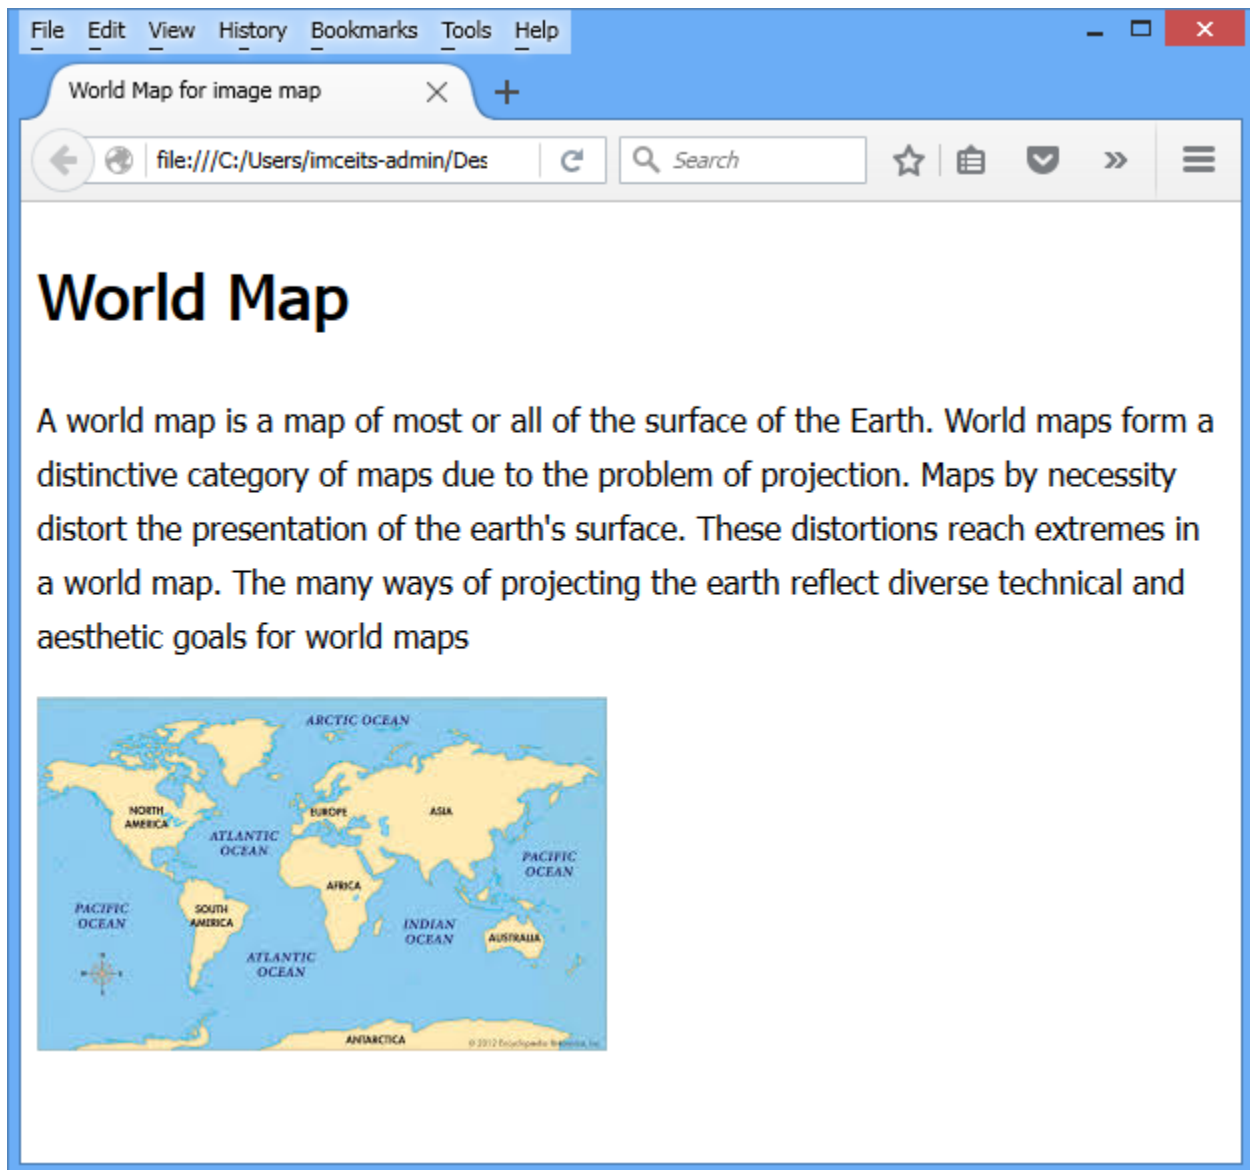 File Edit View History Bookmarks Tools Help
World Map for image map
file:///C:/Users/imceits-admin/Des
Search
World Map
A world map is a map of most or all of the surface of the Earth. World maps form a
distinctive category of maps due to the problem of projection. Maps by necessity
distort the presentation of the earth's surface. These distortions reach extremes in
a world map. The many ways of projecting the earth reflect diverse technical and
aesthetic goals for world maps
ARCTIC OCEAN
NORTH
AMERICA
EUROPE
ASIA
ATLANTIC
OCEAN
PACIFIC
OCEAN
AFRICA
PACIFIC
OCEAN
SOUTH
AMERICA
INDIAN
OCEAN
AUSTRALIA
ATLANTIC
OCEAN
ANTARCTICA
© 2012 Encyclopædia Britannica, Inc.